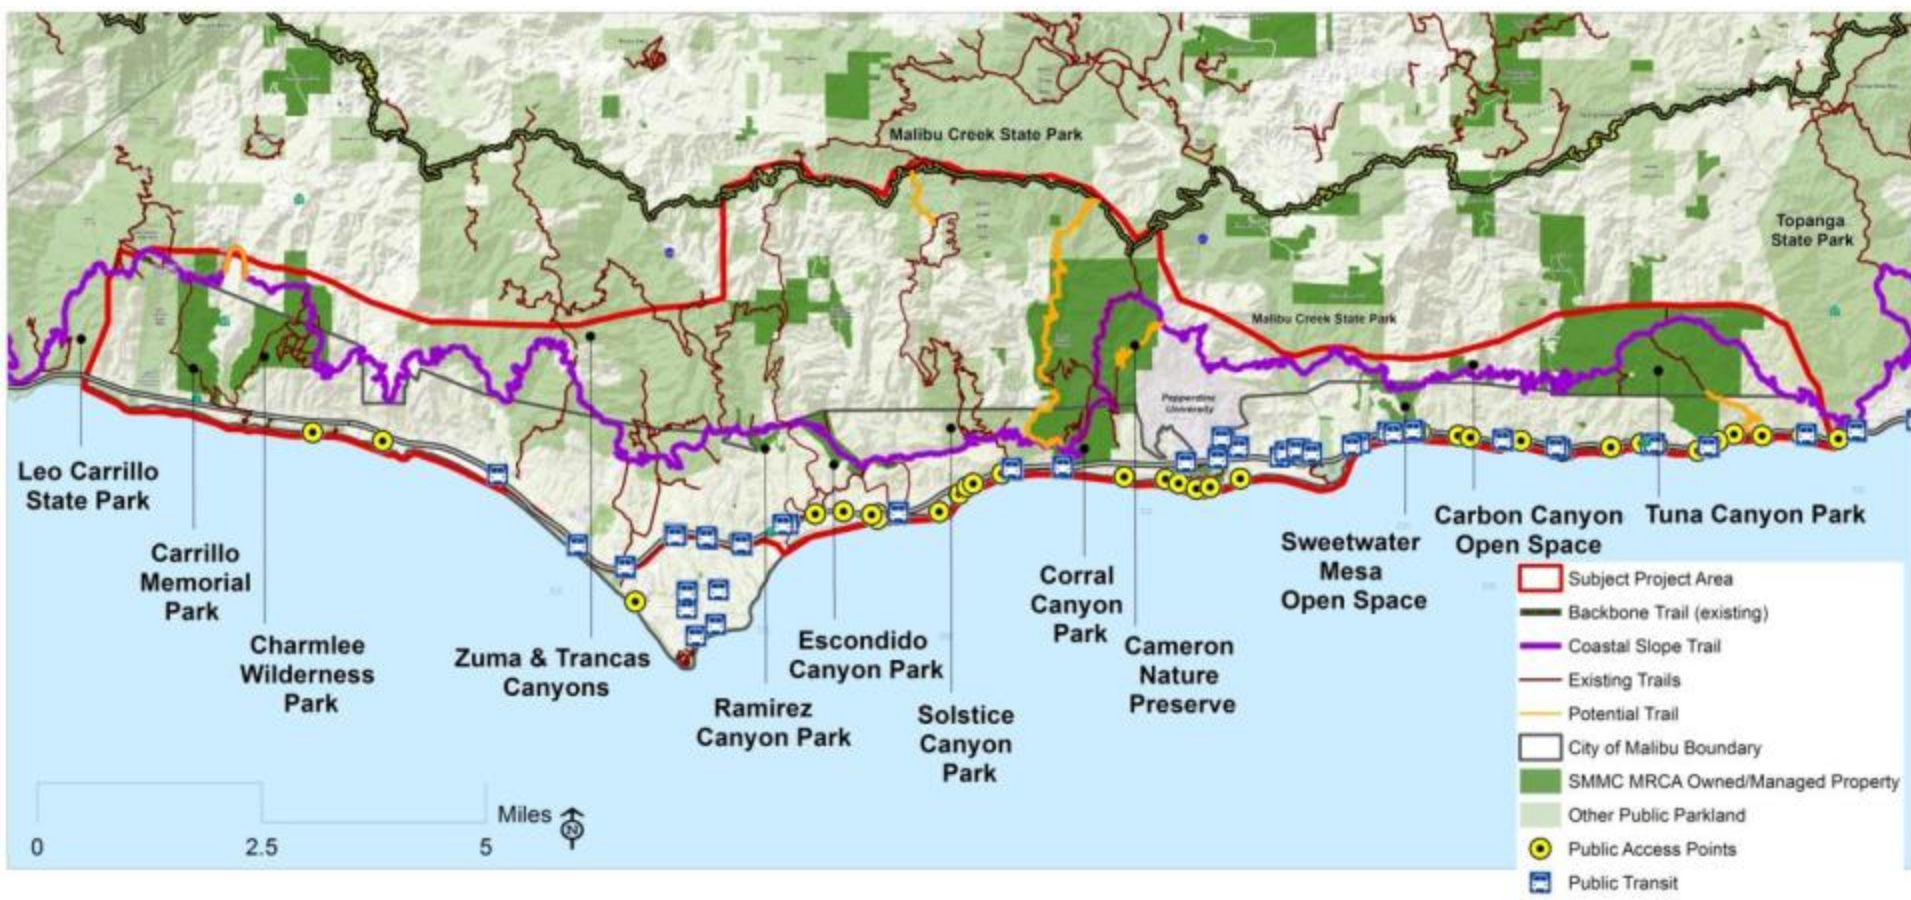 Malibu Creek State Park
Topanga
State Park
Malibu Creek State Park
Pepperdine
University
Leo Carrillo
State Park
Carrillo
Memorial
Park
Charmlee
Wilderness
Park
Zuma & Trancas
Canyons
Ramirez
Canyon Park
Escondido
Canyon Park
Solstice
Canyon
Park
Corral
Canyon
Park
Cameron
Nature
Preserve
Sweetwater
Mesa
Open Space
Carbon Canyon
Open Space
Tuna Canyon Park
Subject Project Area
Backbone Trail (existing)
Coastal Slope Trail
Existing Trails
Potential Trail
City of Malibu Boundary
SMMC MRCA Owned/Managed Property
Other Public Parkland
Public Access Points
Public Transit
Miles
N
0 2.5 5